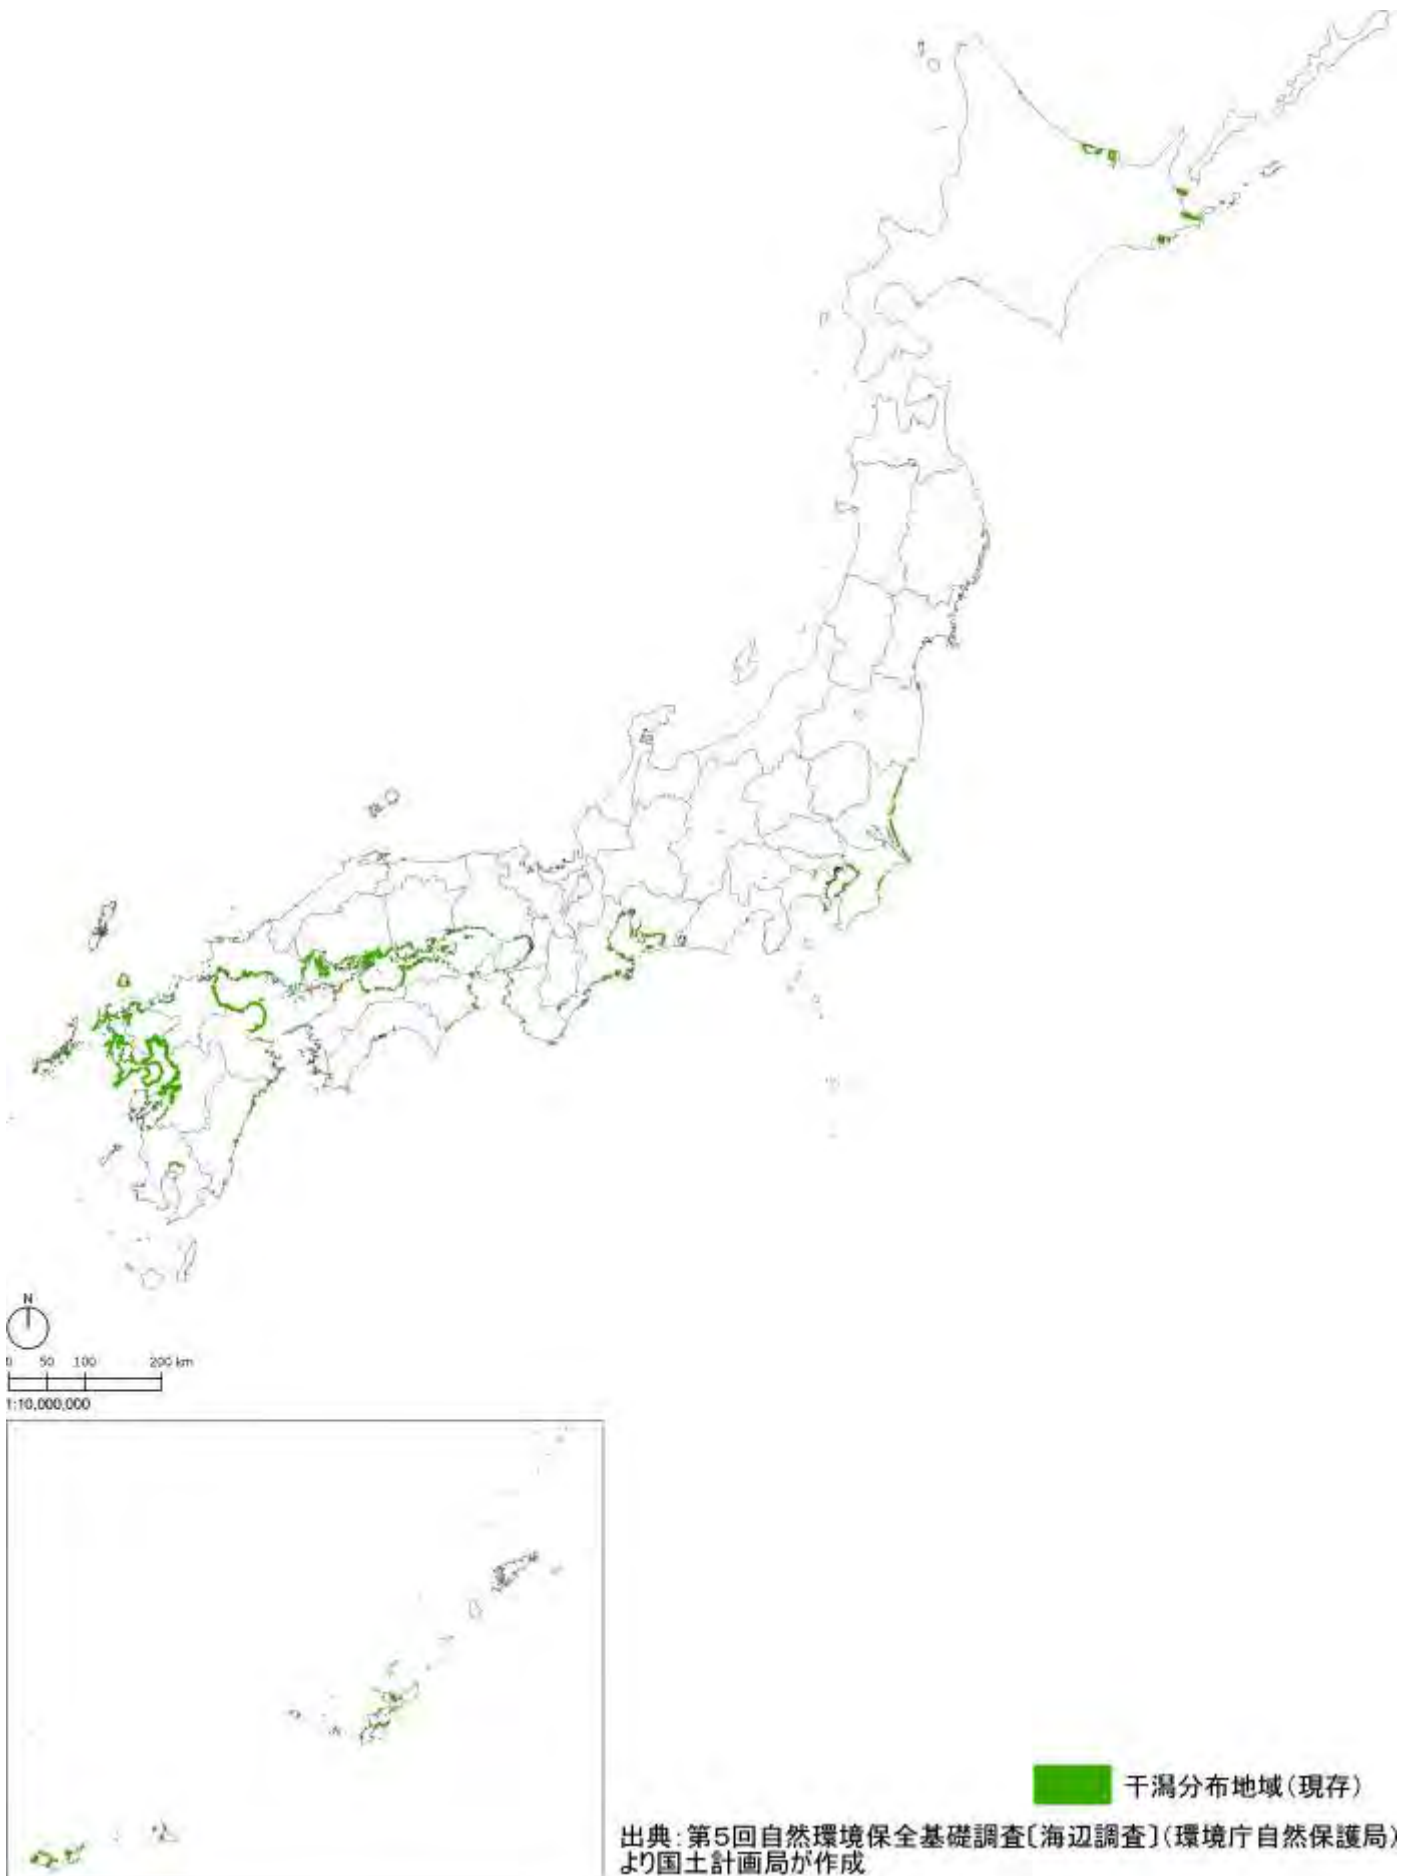 N
0 50 100 200 km
1:10,000,000
干潟分布地域(現存)
出典:第5回自然環境保全基礎調査〔海辺調査〕(環境庁自然保護局)
より国土計画局が作成